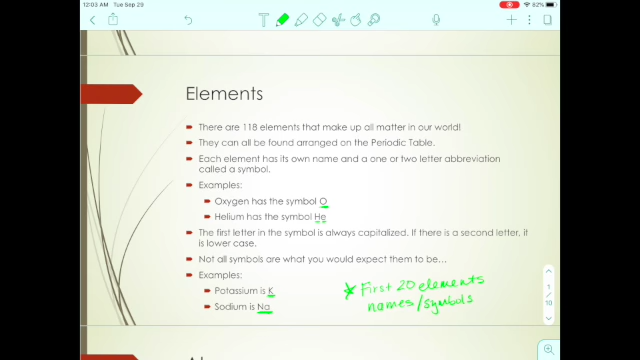 12:03 AM Tue Sep 29
82%
T
Elements
There are 118 elements that make up all matter in our world!
They can all be found arranged on the Periodic Table.
Each element has its own name and a one or two letter abbreviation
called a symbol.
Examples:
Oxygen has the symbol O
Helium has the symbol He
The first letter in the symbol is always capitalized. If there is a second letter, it
is lower case.
Not all symbols are what you would expect them to be…
Examples:
Potassium is K
Sodium is Na
* First 20 elements
names/symbols
1
10